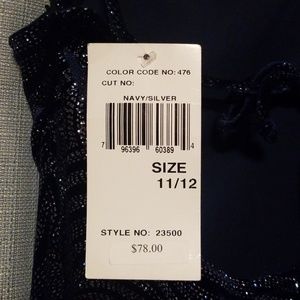 COLOR CODE NO: 476
CUT NO:
NAVY/SILVER
7 96396 60389 4
SIZE
11/12
STYLE NO: 23500
$78.00